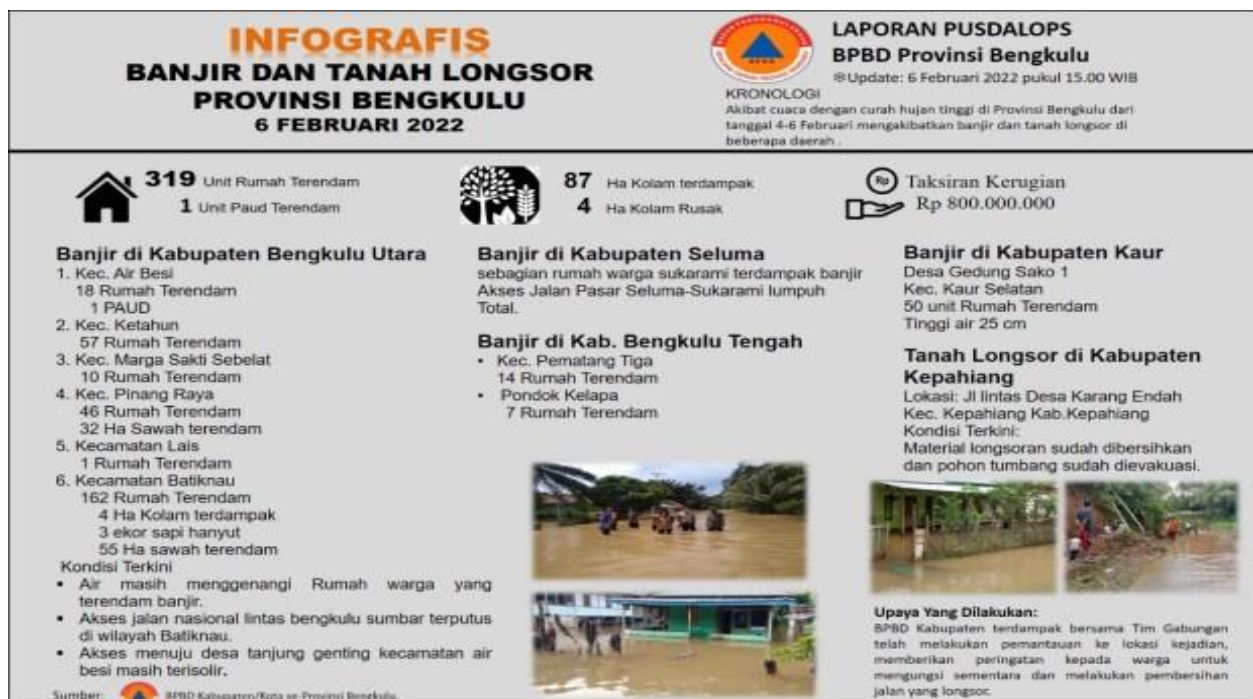 INFOGRAFIS
BANJIR DAN TANAH LONGSOR
PROVINSI BENGKULU
6 FEBRUARI 2022
LAPORAN PUSDALOPS
BPBD Provinsi Bengkulu
※Update: 6 Februari 2022 pukul 15.00 WIB
KRONOLOGI
Akibat cuaca dengan curah hujan tinggi di Provinsi Bengkulu dari
tanggal 4-6 Februari mengakibatkan banjir dan tanah longsor di
beberapa daerah .
319 Unit Rumah Terendam
1 Unit Paud Terendam
87 Ha Kolam terdampak
4 Ha Kolam Rusak
Rp Taksiran Kerugian
Rp 800.000.000
Banjir di Kabupaten Bengkulu Utara
1. Kec. Air Besi
18 Rumah Terendam
1 PAUD
2. Kec. Ketahun
57 Rumah Terendam
3. Kec. Marga Sakti Sebelat
10 Rumah Terendam
4. Kec. Pinang Raya
46 Rumah Terendam
32 Ha Sawah terendam
5. Kecamatan Lais
1 Rumah Terendam
6. Kecamatan Batiknau
162 Rumah Terendam
4 Ha Kolam terdampak
3 ekor sapi hanyut
55 Ha sawah terendam
Kondisi Terkini
▪ Air masih menggenangi Rumah warga yang
terendam banjir.
▪ Akses jalan nasional lintas bengkulu sumbar terputus
di wilayah Batiknau.
▪ Akses menuju desa tanjung genting kecamatan air
besi masih terisolir.
Sumber: BPBD Kabupaten/Kota se-Provinsi Bengkulu.
Banjir di Kabupaten Seluma
sebagian rumah warga sukarami terdampak banjir
Akses Jalan Pasar Seluma-Sukarami lumpuh
Total.
Banjir di Kab. Bengkulu Tengah
• Kec. Pematang Tiga
14 Rumah Terendam
• Pondok Kelapa
7 Rumah Terendam
Banjir di Kabupaten Kaur
Desa Gedung Sako 1
Kec. Kaur Selatan
50 unit Rumah Terendam
Tinggi air 25 cm
Tanah Longsor di Kabupaten
Kepahiang
Lokasi: Jl lintas Desa Karang Endah
Kec. Kepahiang Kab.Kepahiang
Kondisi Terkini:
Material longsoran sudah dibersihkan
dan pohon tumbang sudah dievakuasi.
Upaya Yang Dilakukan:
BPBD Kabupaten terdampak bersama Tim Gabungan
telah melakukan pemantauan ke lokasi kejadian,
memberikan peringatan kepada warga untuk
mengungsi sementara dan melakukan pembersihan
jalan yang longsor.